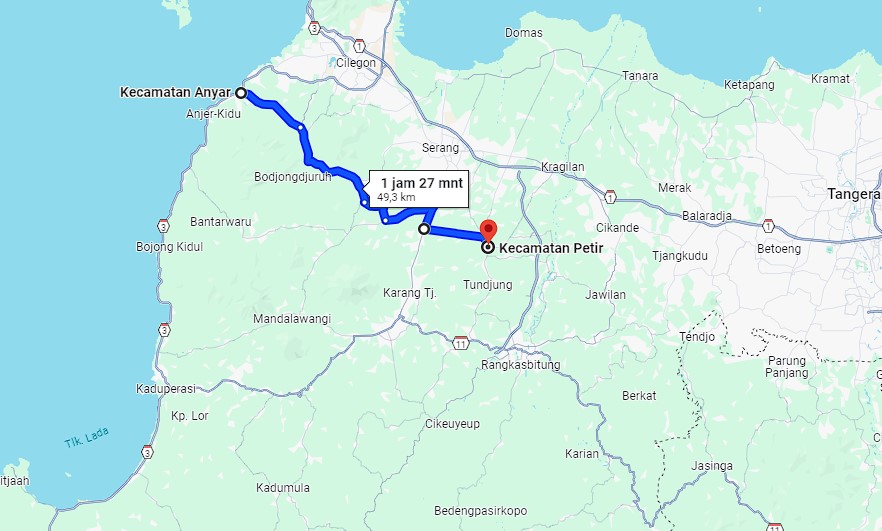 Domas
3
1
Cilegon
Tanara
Kramat
Ketapang
Kecamatan Anyar
Anjer-Kidu
Serang
Kragilan
Bodjongdjuruh
1 jam 27 mnt
49,3 km
Merak
1
Tangera
Balaradja
Bantarwaru
3
Cikande
1
Bojong Kidul
Kecamatan Petir
Betoeng
Tjangkudu
Tundjung
Karang Tj.
Jawilan
Mandalawangi
3
11
Tendjo
Rangkasbitung
Parung
Panjang
Kaduperasi
Berkat
Kp. Lor
Cikeuyeup
Tlk. Lada
3
Karian
Jasinga
itjaah
Kadumula
Bedengpasirkopo
11